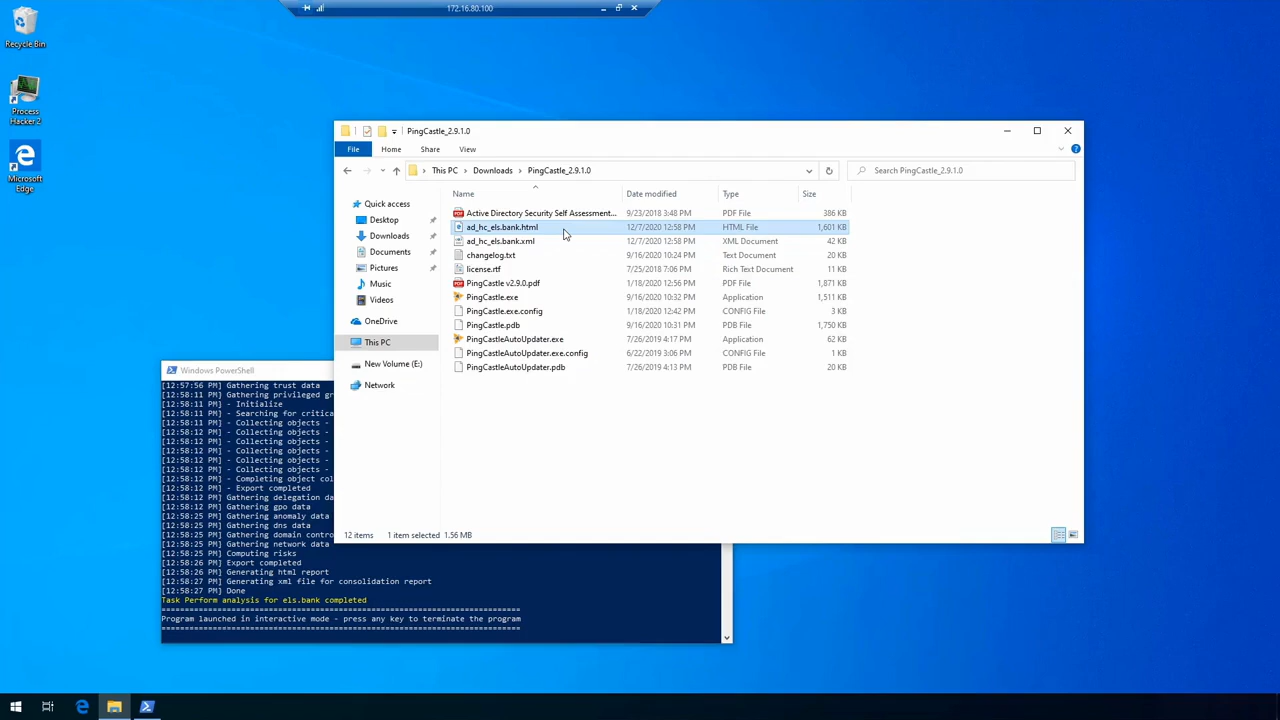 172.16.80.100
Recycle Bin
Process
Hacker 2
Microsoft
Edge
PingCastle_2.9.1.0
File Home Share View
This PC > Downloads > PingCastle_2.9.1.0
Search PingCastle_2.9.1.0
Quack access
Desktop
Downloads
Documents
Pictures
Music
Videos
OneDrive
This PC
New Volume (E:)
Network
Name Date modified Type Size
Active Directory Security Self Assessment... 9/23/2018 3:48 PM PDF File 386 KB
ad_hc_els.bank.html 12/7/2020 12:58 PM HTML File 1,601 KB
ad_hc_els.bank.xml 12/7/2020 12:58 PM XML Document 42 KB
changelog.txt 9/16/2020 10:24 PM Text Document 20 KB
license.rtf 7/25/2018 7:06 PM Rich Text Document 11 KB
PingCastle v2.9.0.pdf 1/18/2020 12:56 PM PDF File 1,871 KB
PingCastle.exe 9/16/2020 10:32 PM Application 1,511 KB
PingCastle.exe.config 1/18/2020 12:42 PM CONFIG File 3 KB
PingCastle.pdb 9/16/2020 10:31 PM PDB File 1,750 KB
PingCastleAutoUpdater.exe 7/26/2019 4:17 PM Application 62 KB
PingCastleAutoUpdater.exe.config 6/22/2019 3:06 PM CONFIG File 1 KB
PingCastleAutoUpdater.pdb 7/26/2019 4:13 PM PDB File 20 KB
12 items 1 item selected 1.56 MB
Windows PowerShell
[12:57:56 PM] Gathering trust data
[12:58:11 PM] Gathering privileged gr
[12:58:11 PM] - Initialize
[12:58:11 PM] - Searching for critica
[12:58:11 PM] - Collecting objects -
[12:58:11 PM] - Collecting objects -
[12:58:12 PM] - Collecting objects -
[12:58:12 PM] - Collecting objects -
[12:58:12 PM] - Collecting objects -
[12:58:12 PM] - Collecting objects -
[12:58:12 PM] - Completing object col
[12:58:12 PM] - Export completed
[12:58:12 PM] Gathering delegation da
[12:58:12 PM] Gathering gpo data
[12:58:25 PM] Gathering anomaly data
[12:58:25 PM] Gathering dns data
[12:58:25 PM] Gathering domain contro
[12:58:25 PM] Gathering network data
[12:58:25 PM] Computing risks
[12:58:26 PM] Export completed
[12:58:26 PM] Generating html report
[12:58:27 PM] Generating xml file for consolidation report
[12:58:27 PM] Done
Task Perform analysis for els.bank completed
============================================================
Program launched in interactive mode - press any key to terminate the program
============================================================